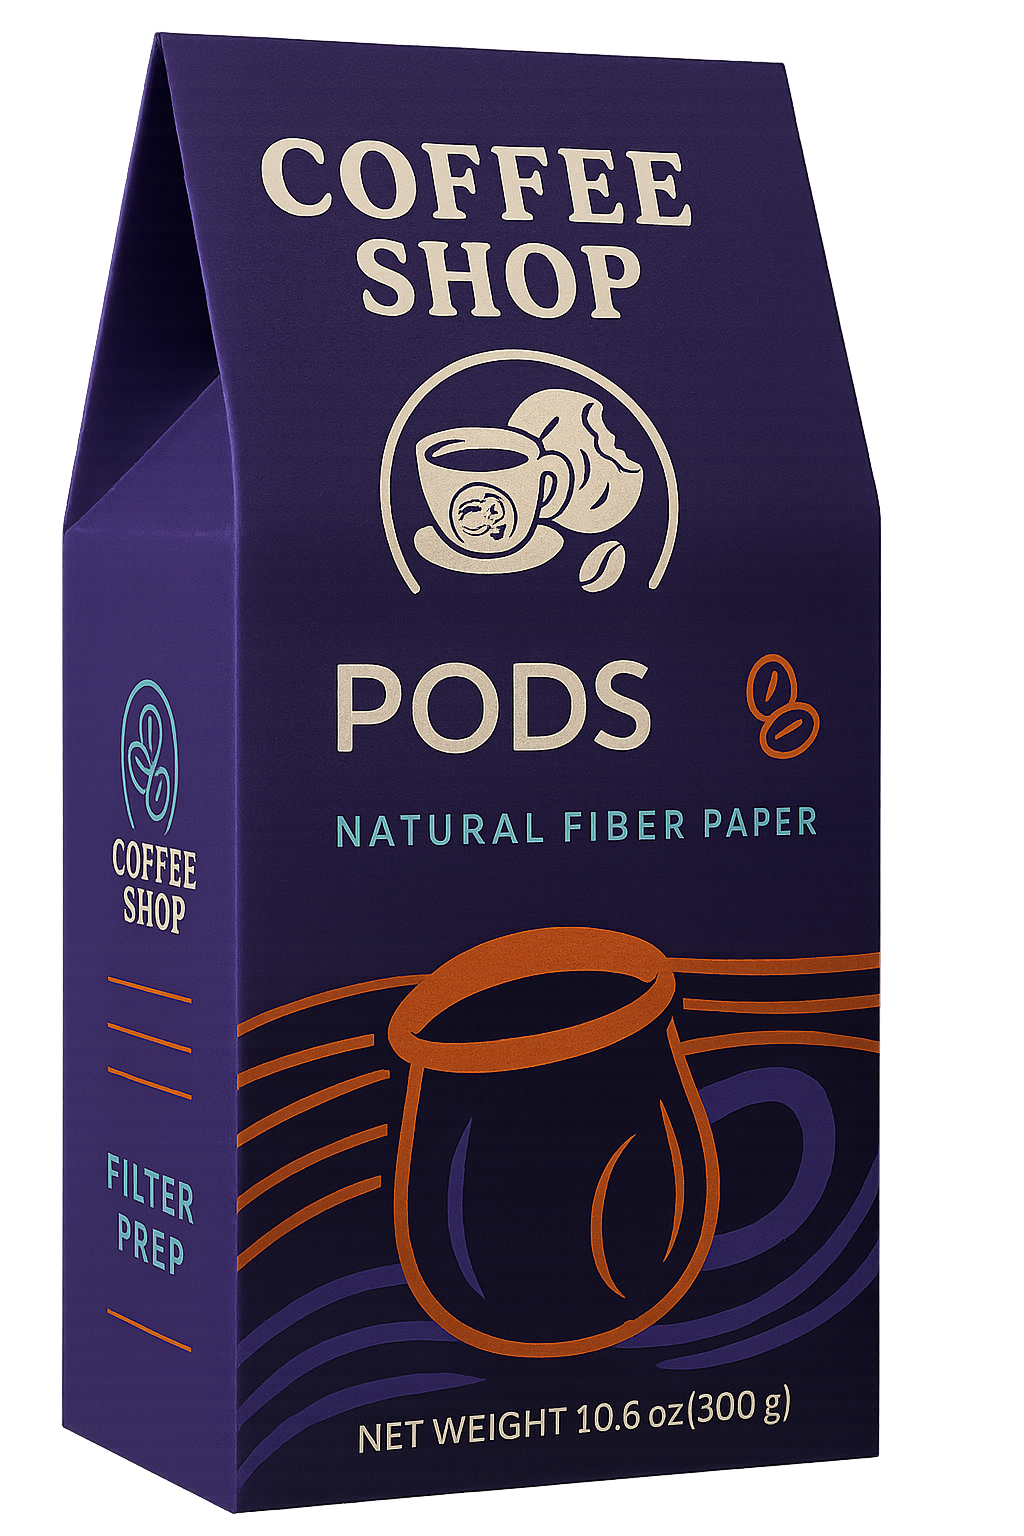 COFFEE
SHOP
PODS
NATURAL FIBER PAPER
NET WEIGHT 10.6 oz (300 g)
COFFEE
SHOP
FILTER
PREP